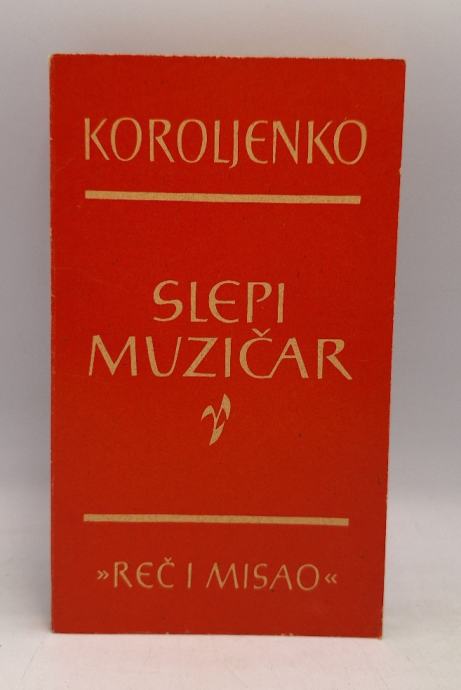 KOROLJENKO
SLEPI
MUZIČAR
»REČ I MISAO«